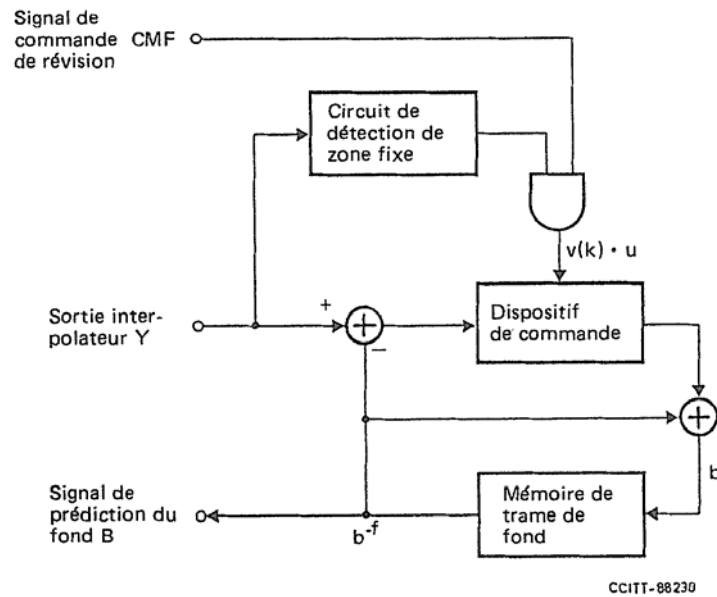 Signal de
commande CMF
de révision
Circuit de
détection de
zone fixe
v(k) • u
Sortie inter-
polateur Y
+
+
−
Dispositif
de commande
+
b
Signal de
prédiction du
fond B
b-f
Mémoire de
trame de
fond
CCITT-88230